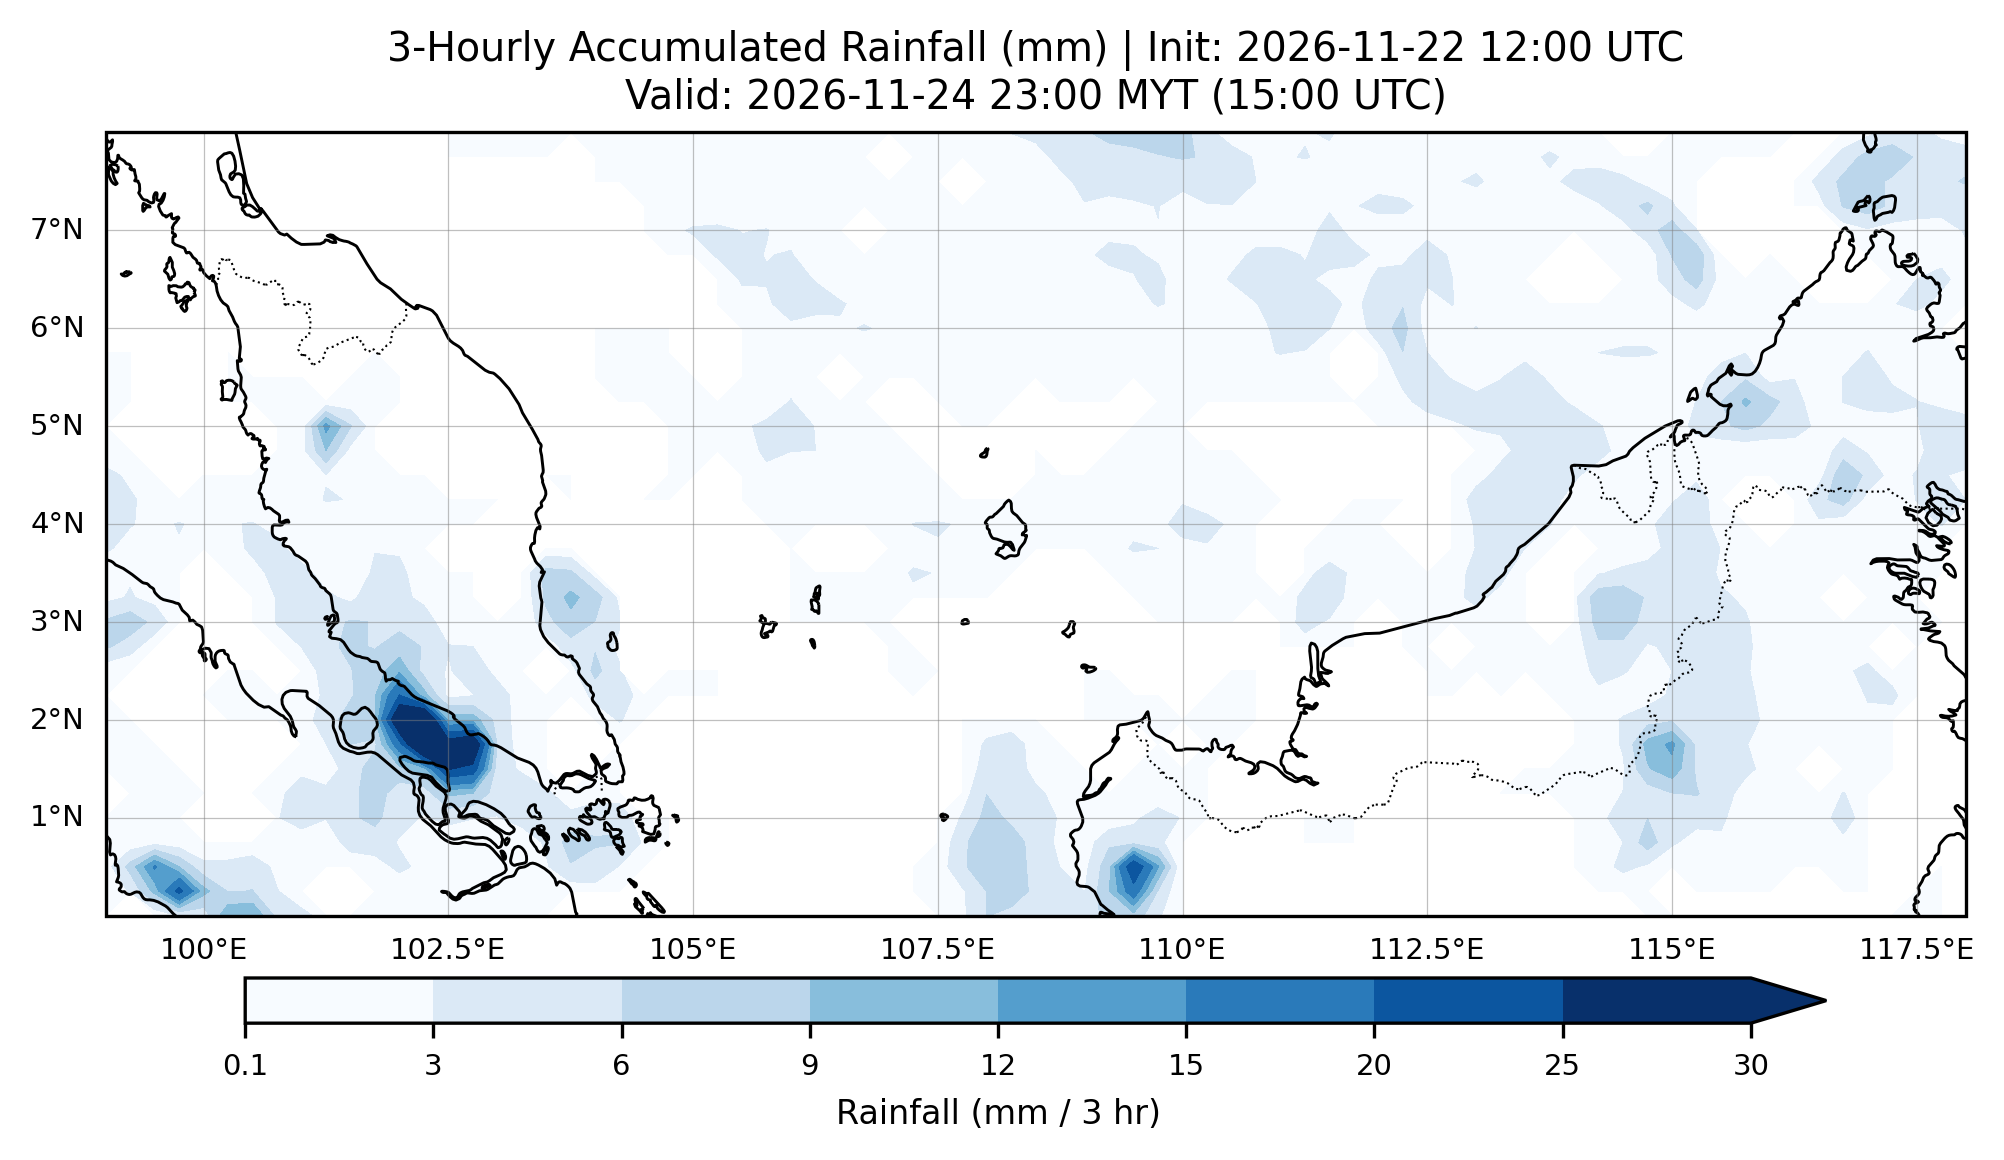 3-Hourly Accumulated Rainfall (mm) | Init: 2026-11-22 12:00 UTC
Valid: 2026-11-24 23:00 MYT (15:00 UTC)
7°N
6°N
5°N
4°N
3°N
2°N
1°N
100°E 102.5°E 105°E 107.5°E 110°E 112.5°E 115°E 117.5°E
0.1 3 6 9 12 15 20 25 30
Rainfall (mm / 3 hr)